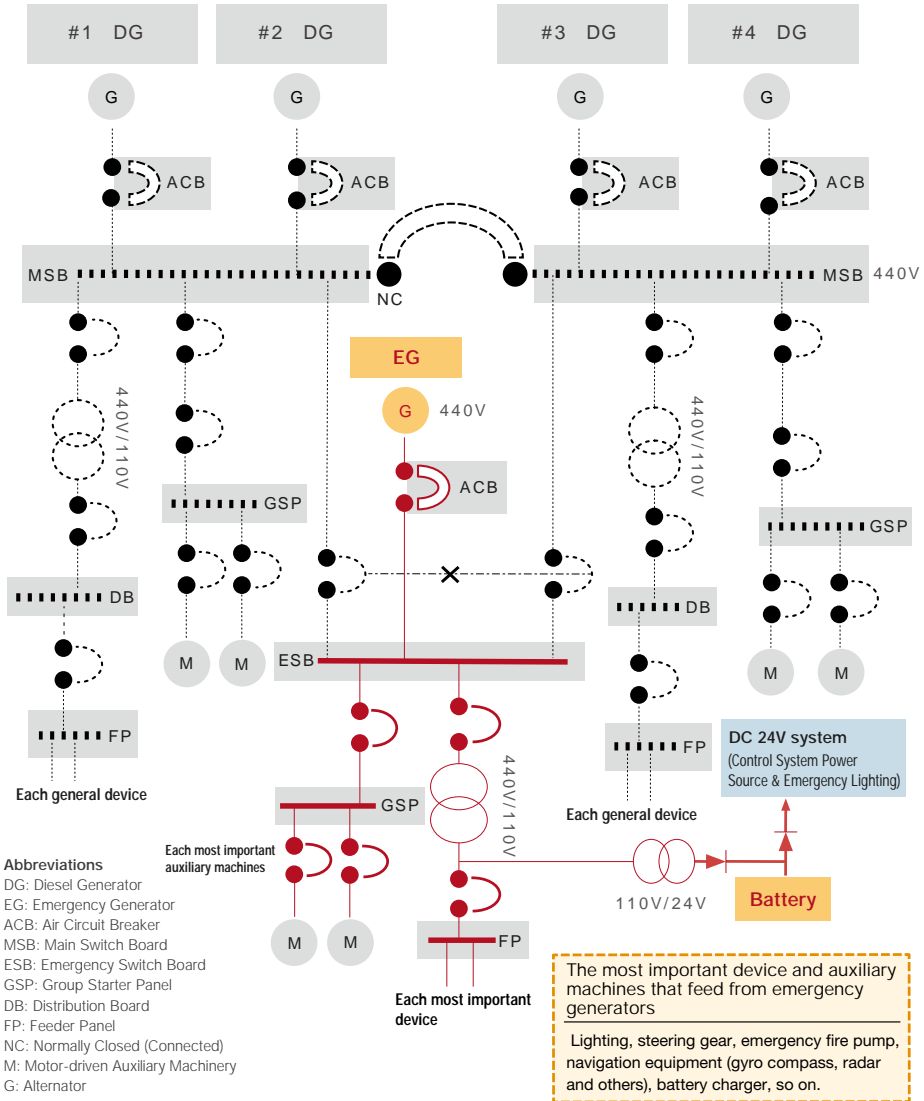 #1 DG
#2 DG
#3 DG
#4 DG
G
G
G
G
ACB
ACB
ACB
ACB
MSB
NC
MSB
440V
EG
G
440V
ACB
440V/110V
440V/110V
GSP
GSP
DB
DB
M
M
ESB
M
M
FP
FP
Each general device
Each general device
DC 24V system
(Control System Power
Source & Emergency Lighting)
GSP
440V/110V
Each most important
auxiliary machines
110V/24V
Battery
M
M
FP
Each most important
device
Abbreviations
DG: Diesel Generator
EG: Emergency Generator
ACB: Air Circuit Breaker
MSB: Main Switch Board
ESB: Emergency Switch Board
GSP: Group Starter Panel
DB: Distribution Board
FP: Feeder Panel
NC: Normally Closed (Connected)
M: Motor-driven Auxiliary Machinery
G: Alternator
The most important device and auxiliary
machines that feed from emergency
generators
Lighting, steering gear, emergency fire pump,
navigation equipment (gyro compass, radar
and others), battery charger, so on.